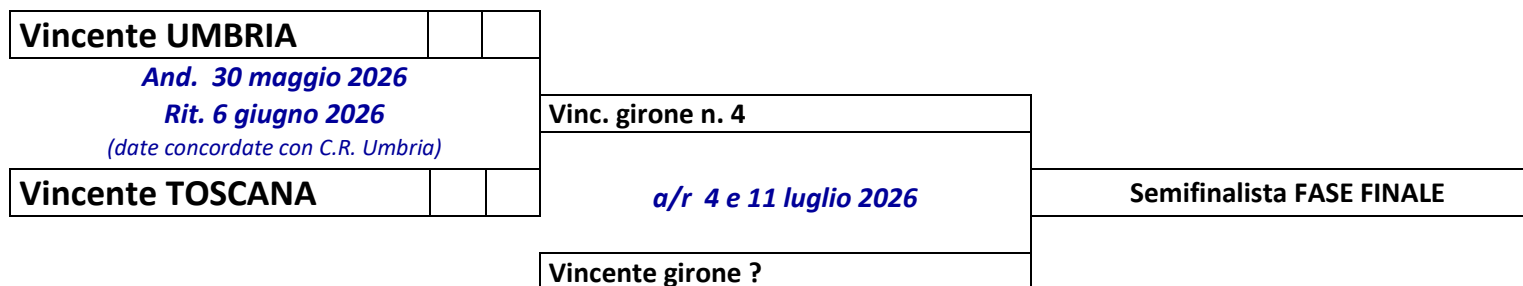 Vincente UMBRIA
And. 30 maggio 2026
Rit. 6 giugno 2026
(date concordate con C.R. Umbria)
Vincente TOSCANA
Vinc. girone n. 4
a/r 4 e 11 luglio 2026
Vincente girone ?
Semifinalista FASE FINALE